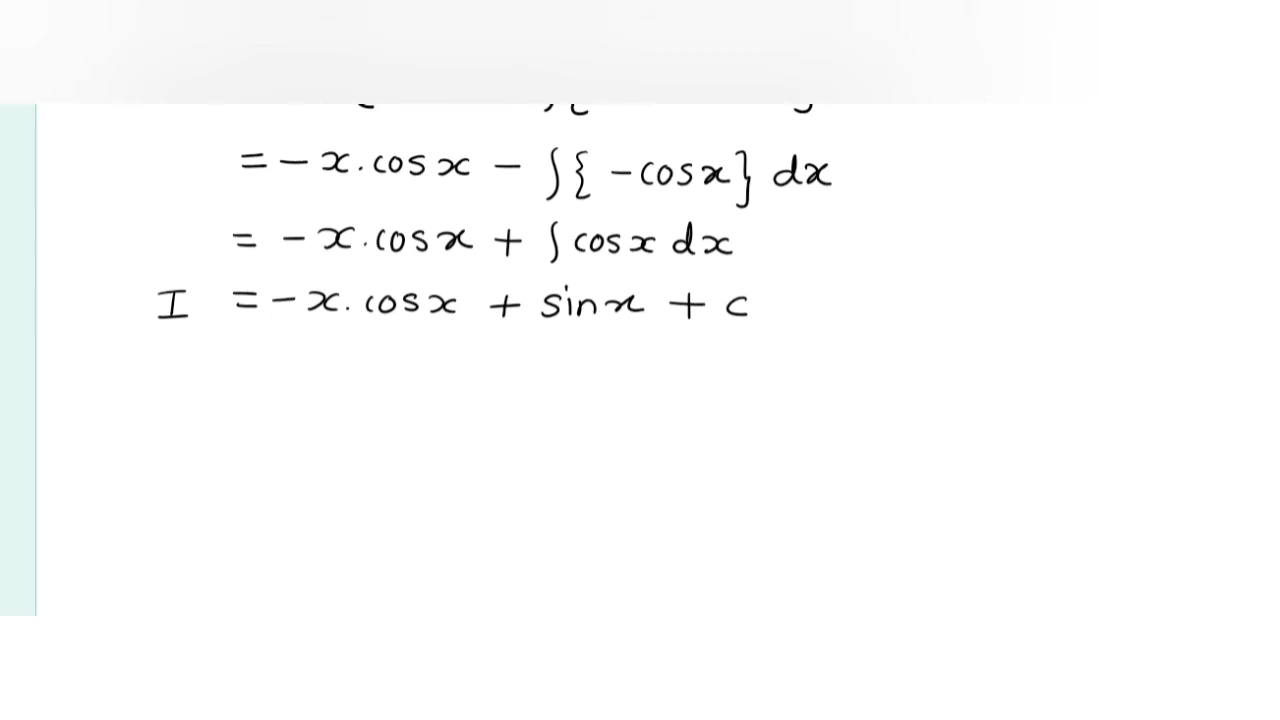 = - x . cos x - ∫ { - cos x } dx
= - x . cos x + ∫ cos x dx
I = - x . cos x + sin x + c